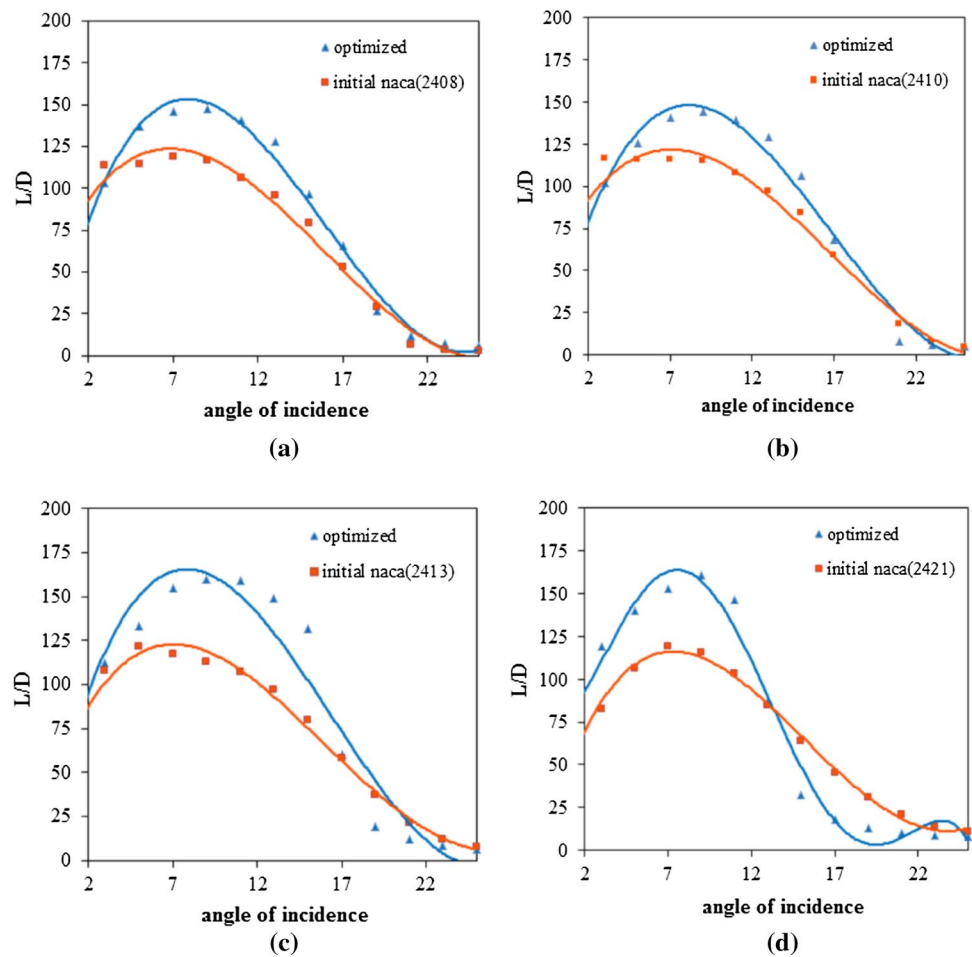 200
175
150
125
100
75
50
25
0
L/D
optimized
initial naca(2408)
2 7 12 17 22
angle of incidence
(a)
200
175
150
125
100
75
50
25
0
L/D
optimized
initial naca(2410)
2 7 12 17 22
angle of incidence
(b)
200
175
150
125
100
75
50
25
0
L/D
optimized
initial naca(2413)
2 7 12 17 22
angle of incidence
(c)
200
175
150
125
100
75
50
25
0
L/D
optimized
initial naca(2421)
2 7 12 17 22
angle of incidence
(d)